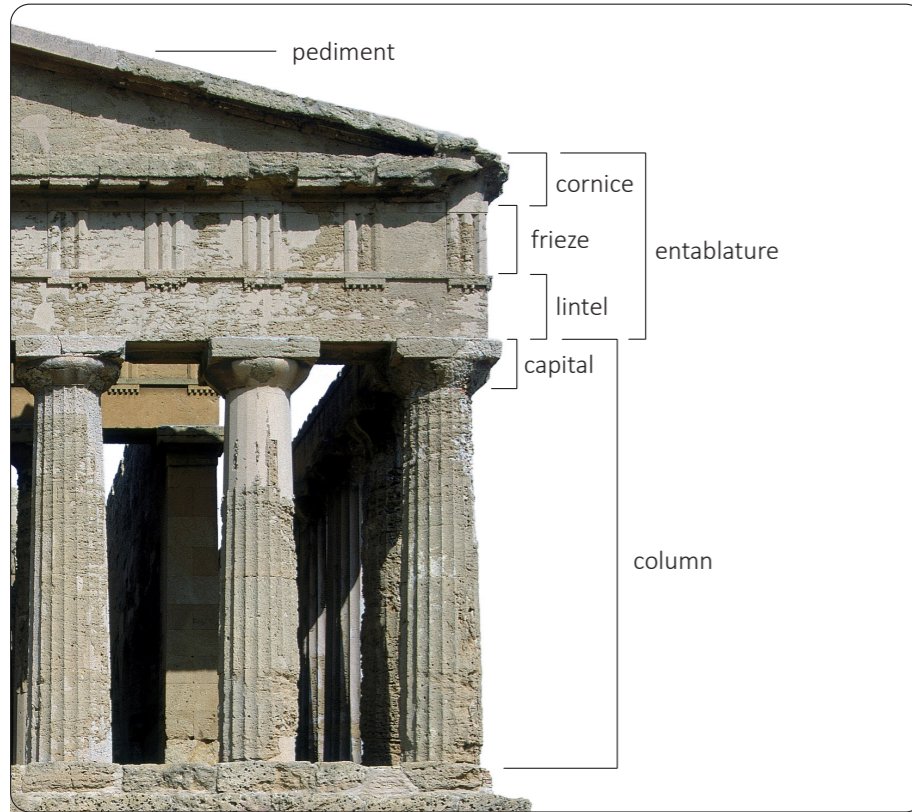 pediment
cornice
frieze
entablature
lintel
capital
column